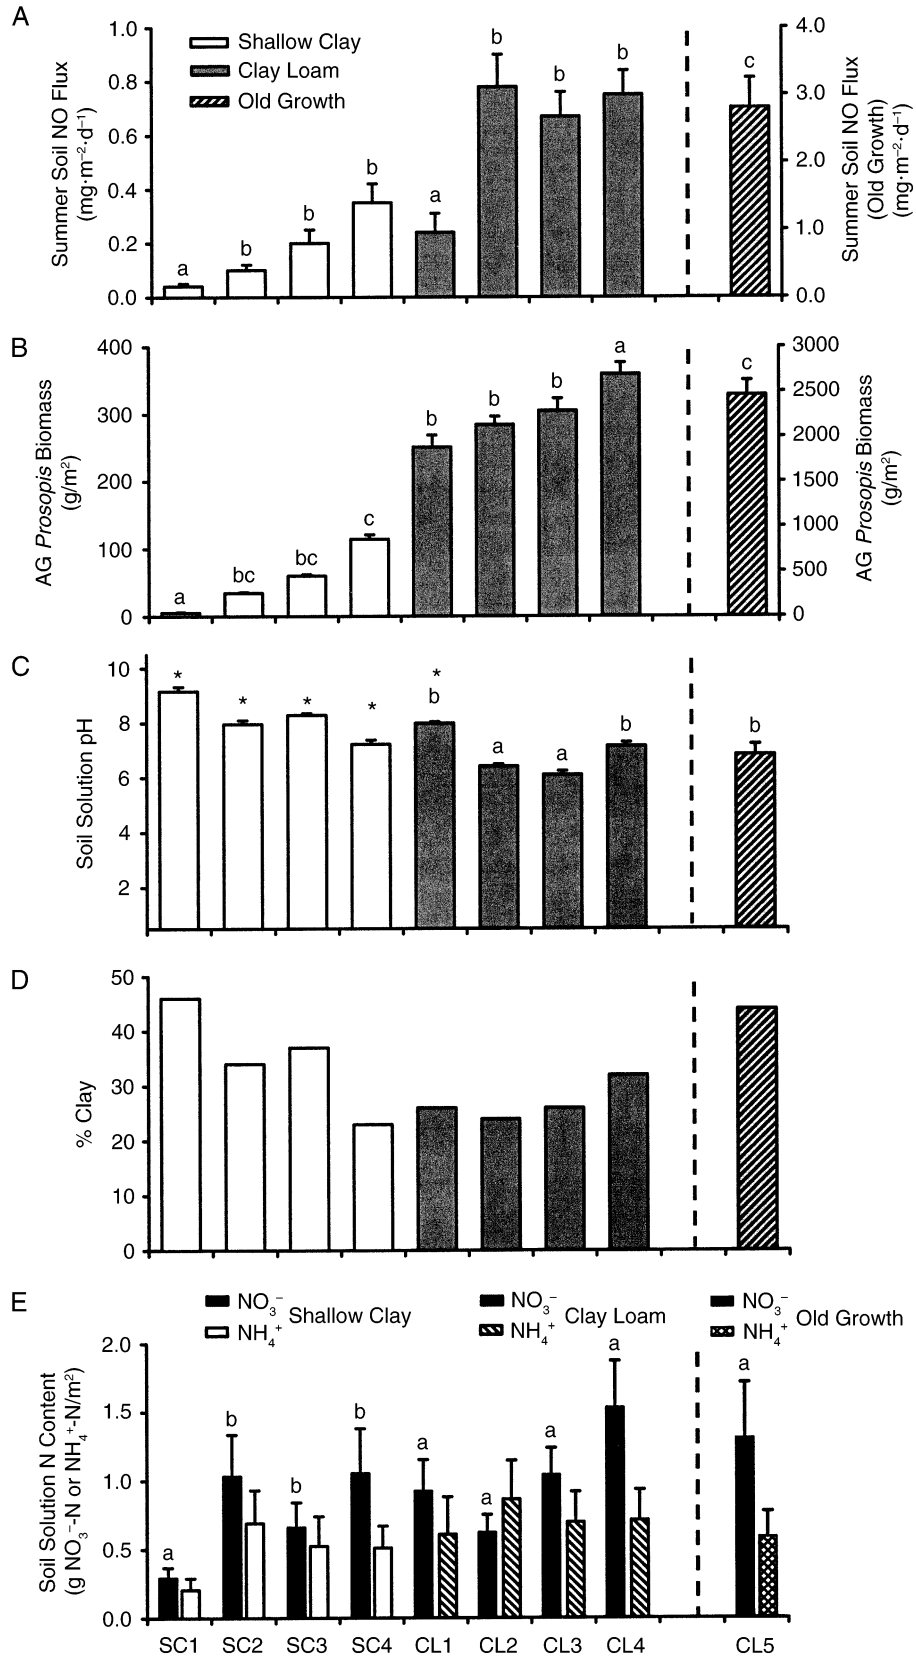 A
Summer Soil NO Flux
(mg·m⁻²·d⁻¹)
1.0
0.8
0.6
0.4
0.2
0.0
Shallow Clay
Clay Loam
Old Growth
a
b
b
b
a
b
b
b
c
4.0
3.0
2.0
1.0
0.0
Summer Soil NO Flux
(Old Growth)
(mg·m⁻²·d⁻¹)
B
AG Prosopis Biomass
(g/m²)
400
300
200
100
0
a
bc
bc
c
b
b
b
a
c
3000
2500
2000
1500
1000
500
0
AG Prosopis Biomass
(g/m²)
C
Soil Solution pH
10
8
6
4
2
*
*
*
*
*
b
a
a
b
b
D
% Clay
50
40
30
20
10
0
E
NO₃⁻
NH₄⁺
Shallow Clay
NO₃⁻
NH₄⁺
Clay Loam
NO₃⁻
NH₄⁺
Old Growth
Soil Solution N Content
(g NO₃⁻-N or NH₄⁺-N/m²)
2.0
1.5
1.0
0.5
0.0
a
b
b
b
a
a
a
a
a
SC1 SC2 SC3 SC4 CL1 CL2 CL3 CL4 CL5